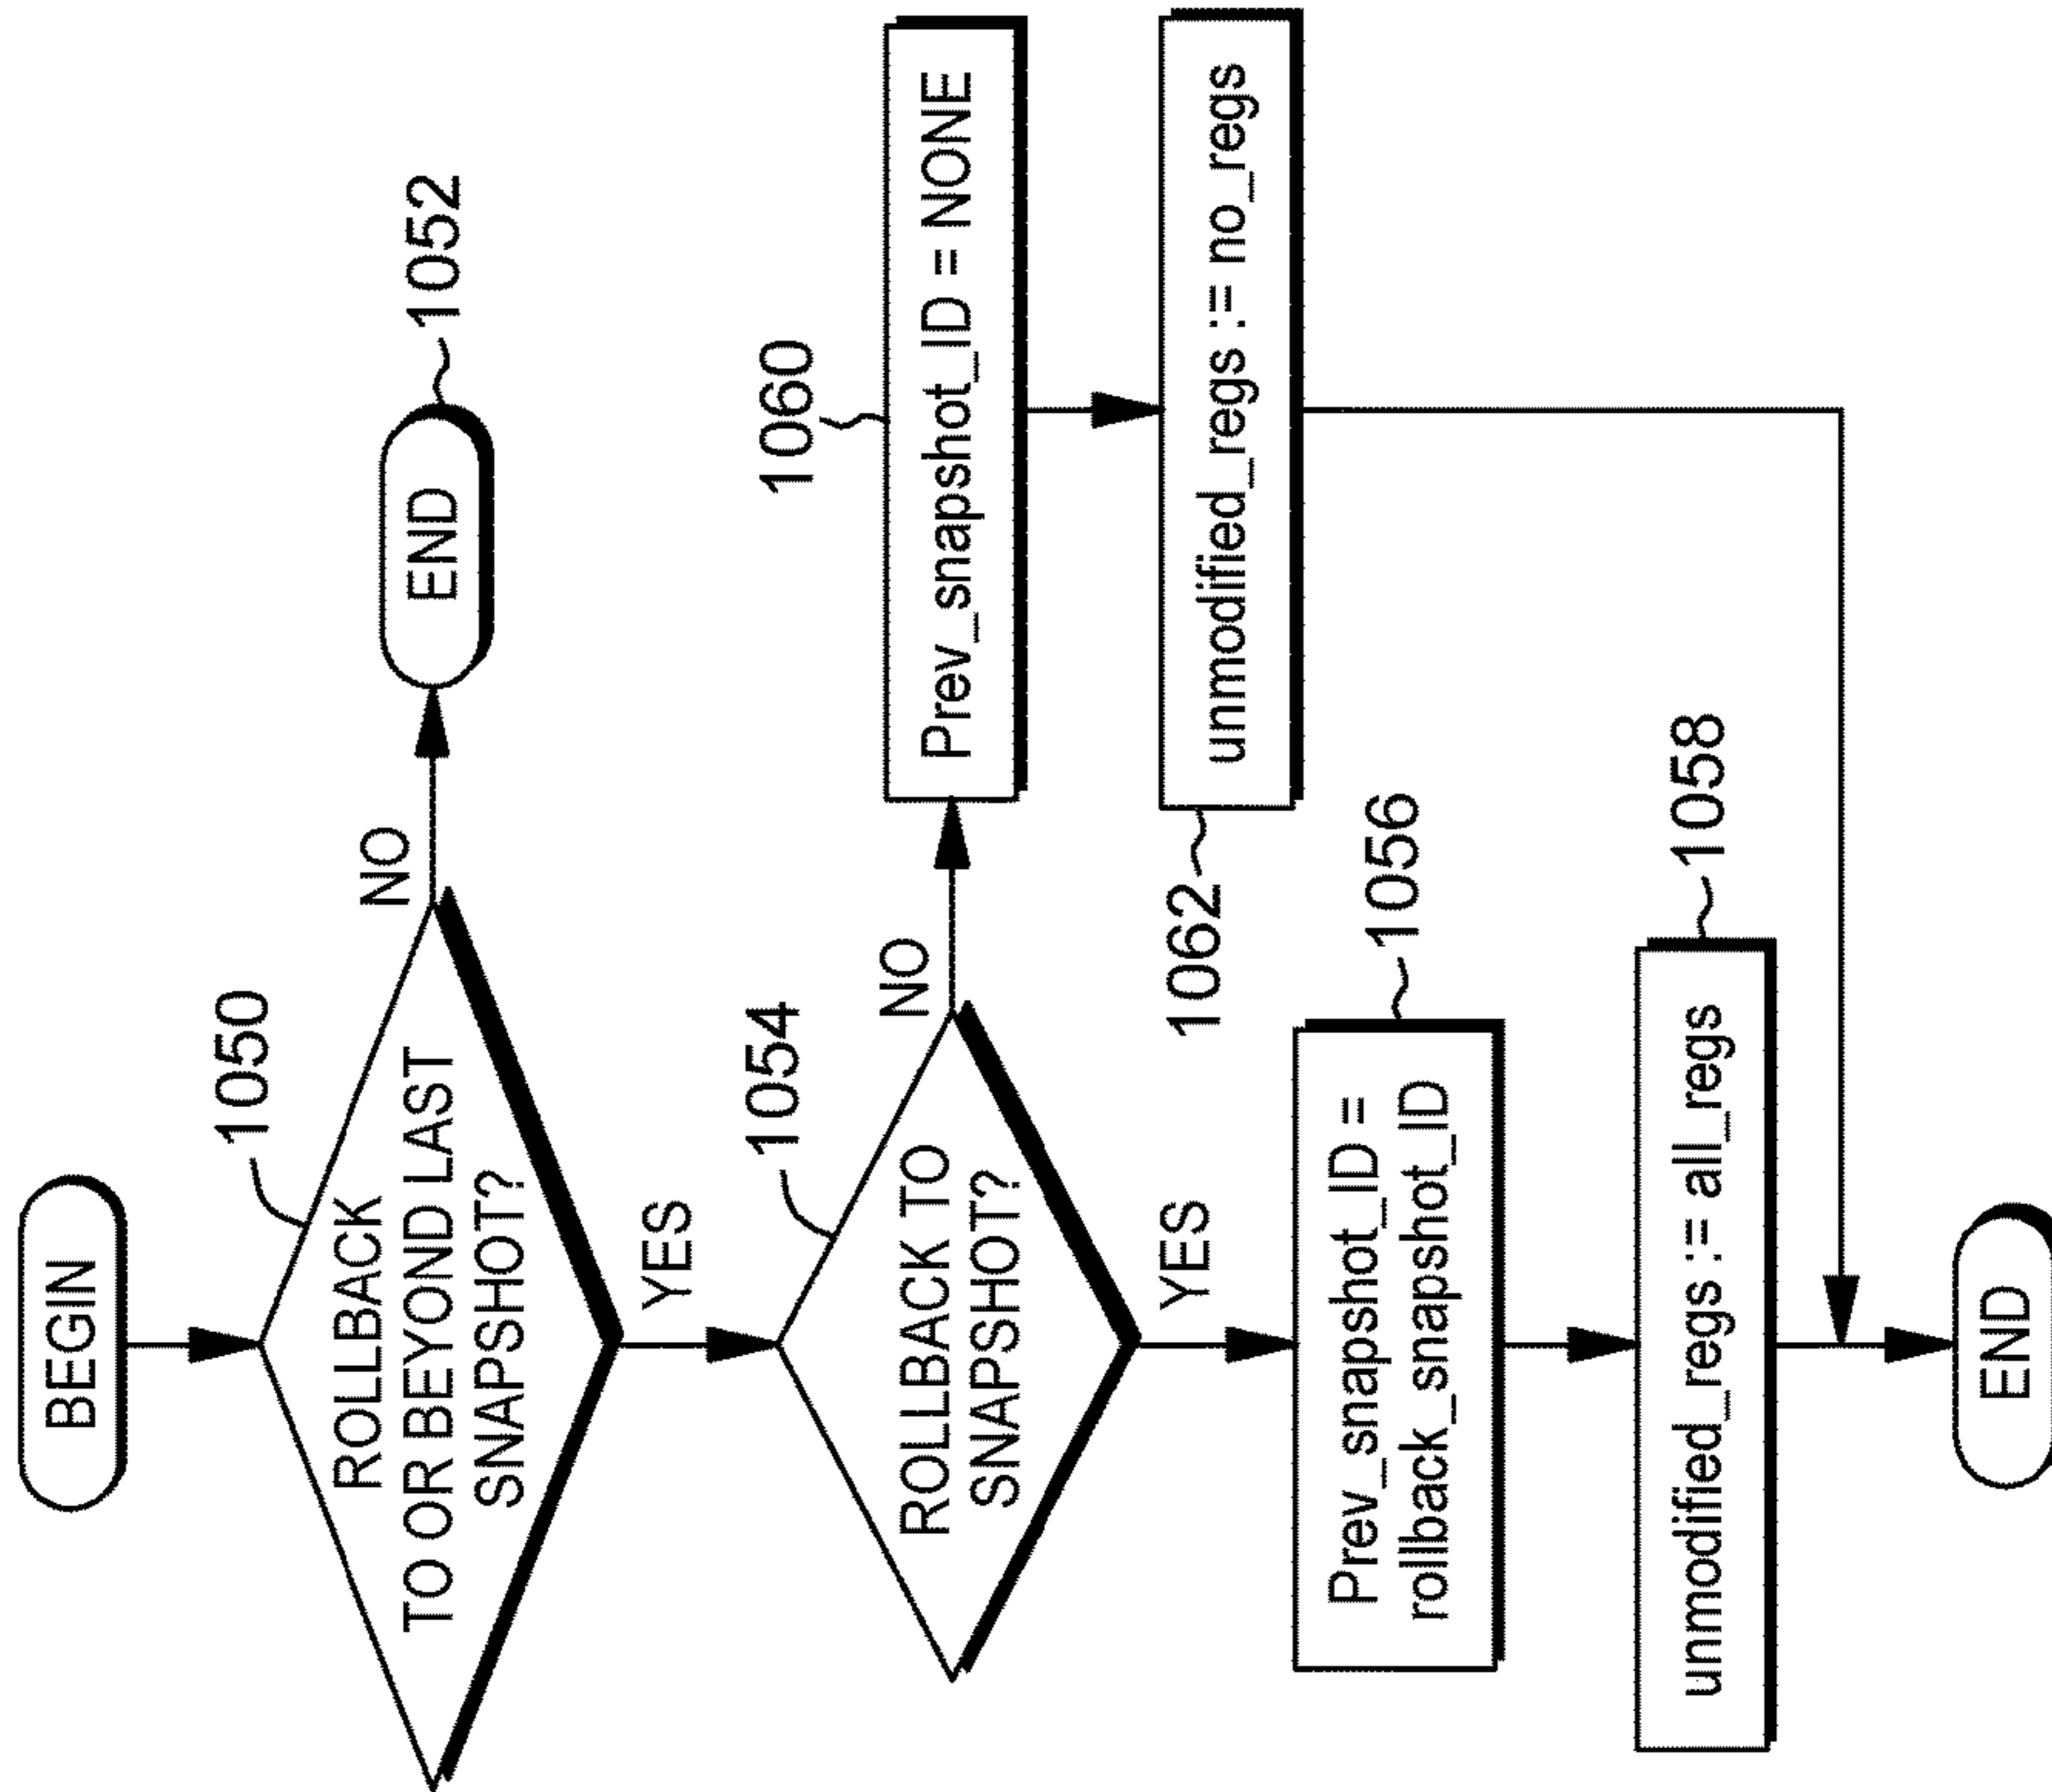 BEGIN
1050
ROLLBACK
TO OR BEYOND LAST
SNAPSHOT?
NO
END
1052
YES
1054
ROLLBACK TO
SNAPSHOT?
NO
1060
Prev_snapshot_ID = NONE
1062
unmodified_regs := no_regs
YES
Prev_snapshot_ID =
rollback_snapshot_ID
1056
unmodified_regs := all_regs
1058
END